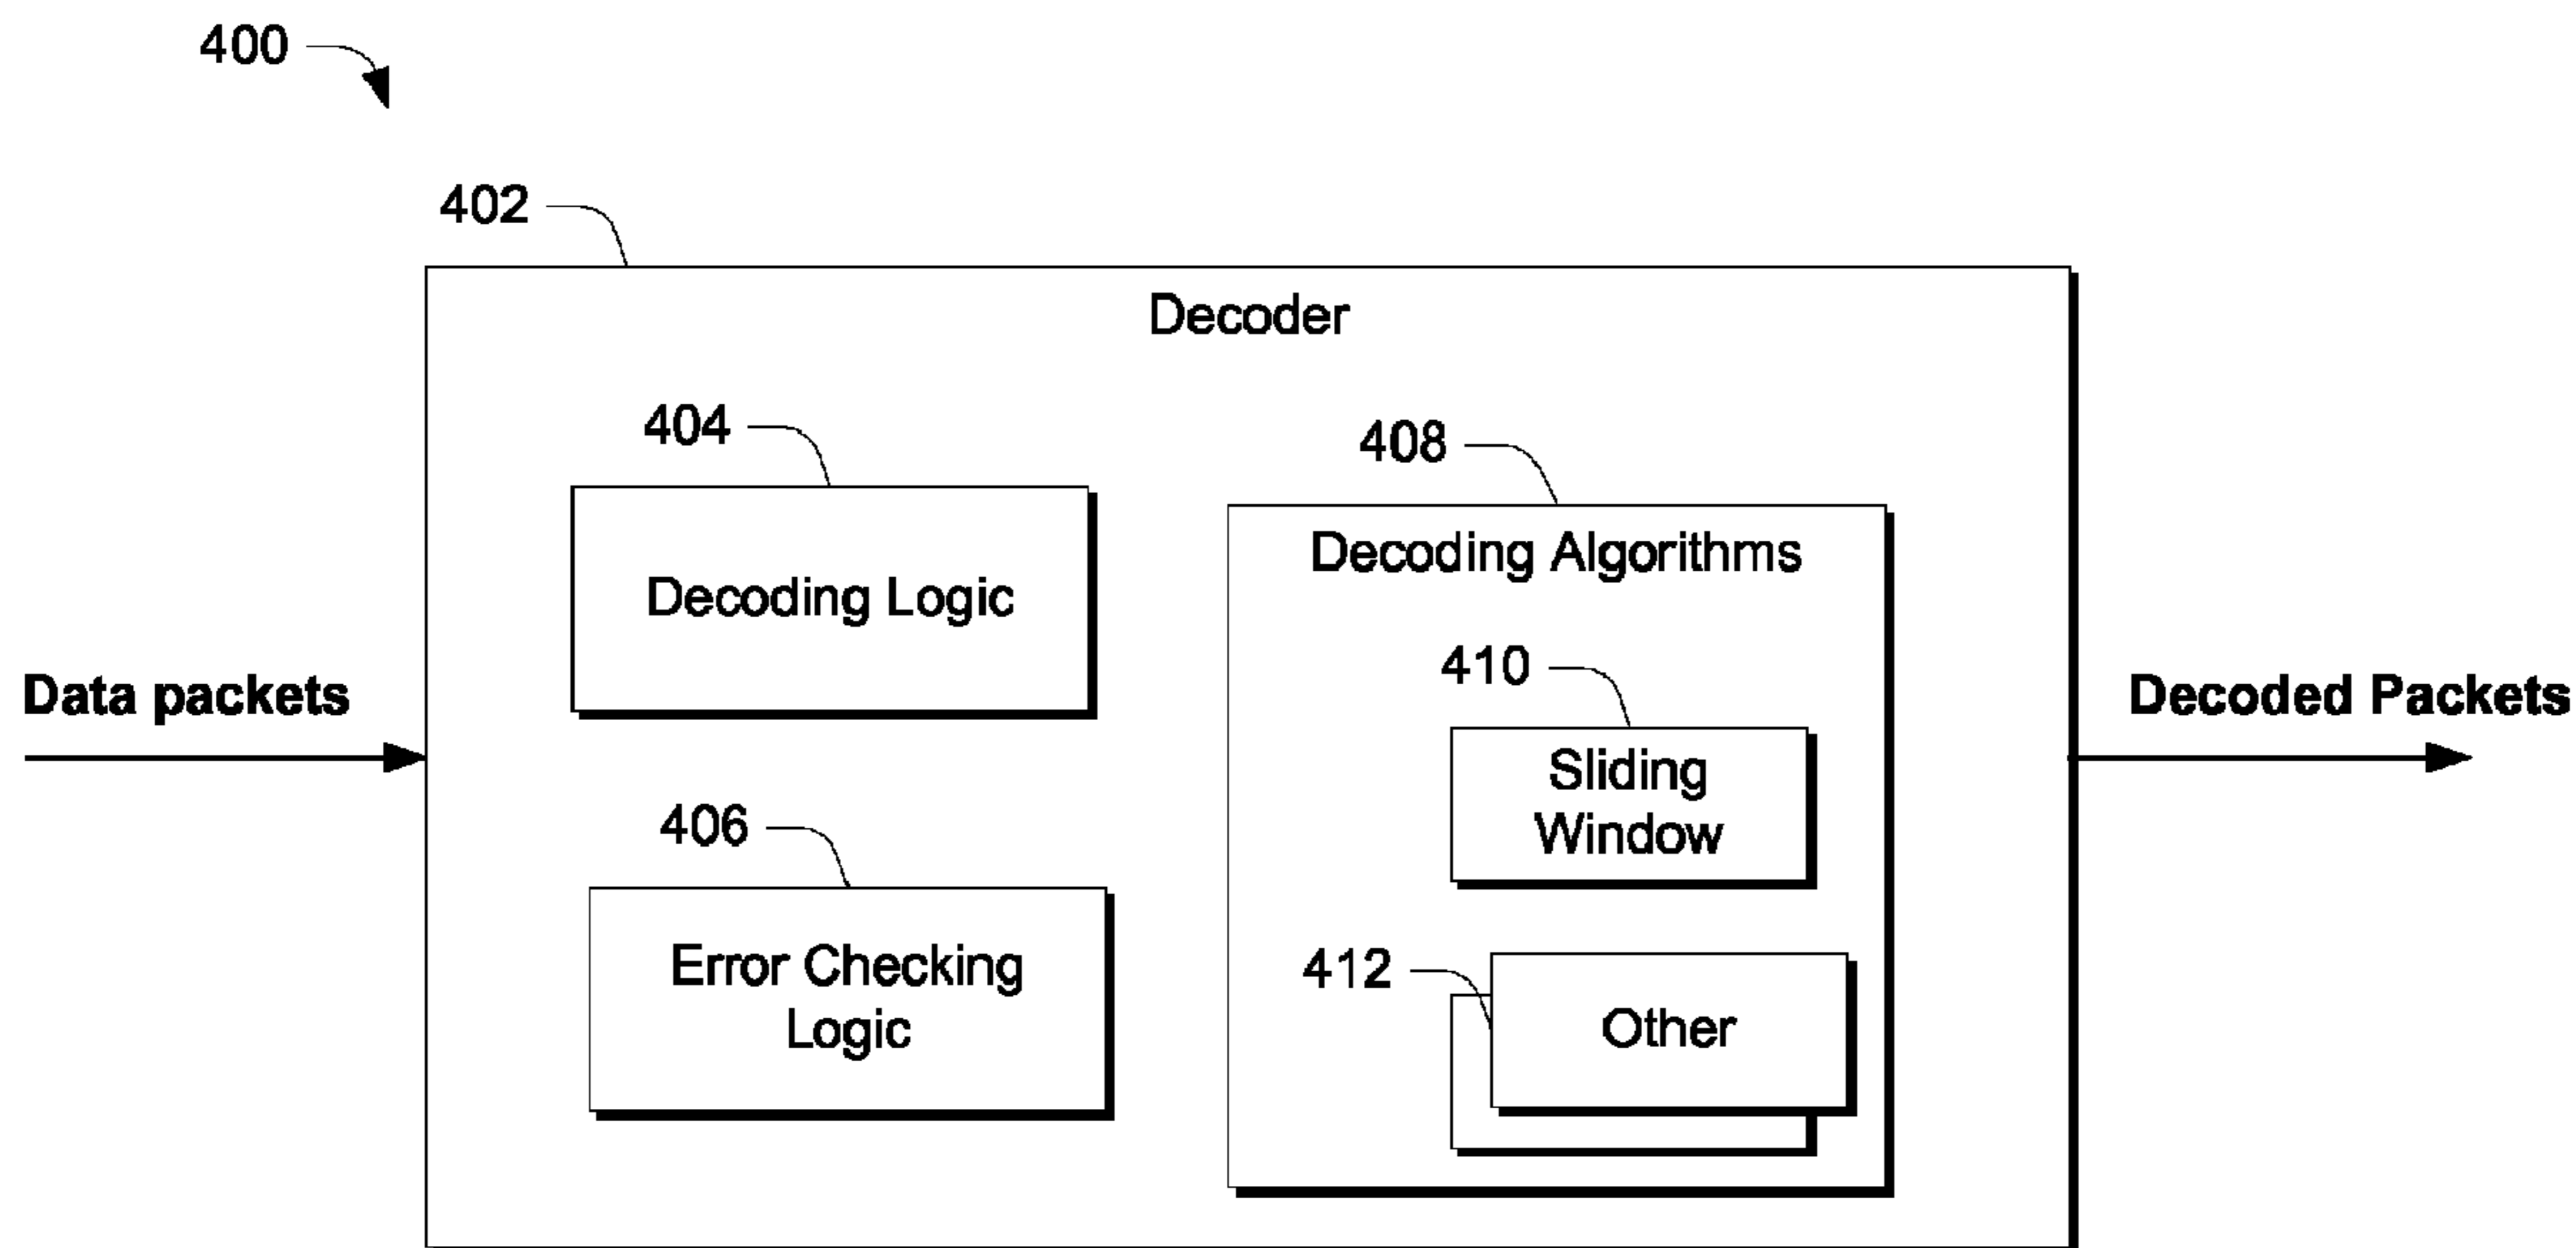 400
402
Decoder
404
408
Decoding Logic
Decoding Algorithms
410
Data packets
Sliding
Window
Decoded Packets
406
Error Checking
Logic
412
Other